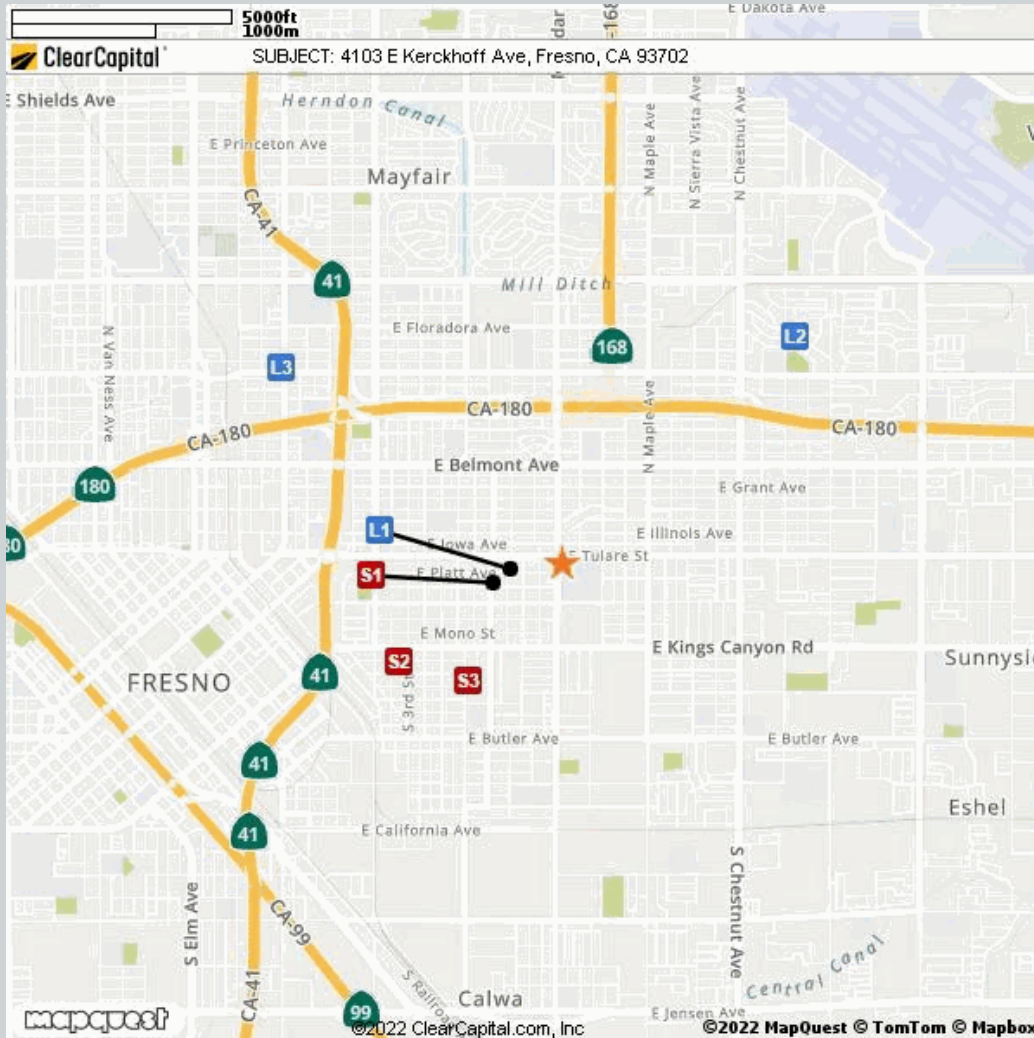 5000ft
1000m
E Dakota Ave
168
ClearCapital
SUBJECT: 4103 E Kerckhoff Ave, Fresno, CA 93702
E Shields Ave
Herndon Canal
E Princeton Ave
Mayfair
N Maple Ave
N Sierra Vista Ave
N Chestnut Ave
CA-41
41
Mill Ditch
N Van Ness Ave
E Floradora Ave
168
L2
L3
N Maple Ave
CA-180
CA-180
CA-180
E Belmont Ave
180
E Grant Ave
L1
E Iowa Ave
E Illinois Ave
E Tulare St
S1
E Platt Ave
E Mono St
E Kings Canyon Rd
S2
S3
FRESNO
41
S 3rd St
E Butler Ave
E Butler Ave
41
Eshel
41
E California Ave
S Elm Ave
CA-99
S Chestnut Ave
CA-41
Central Canal
Calwa
99
E Jensen Ave
mapquest
©2022 ClearCapital.com, Inc
©2022 MapQuest © TomTom © Mapbox